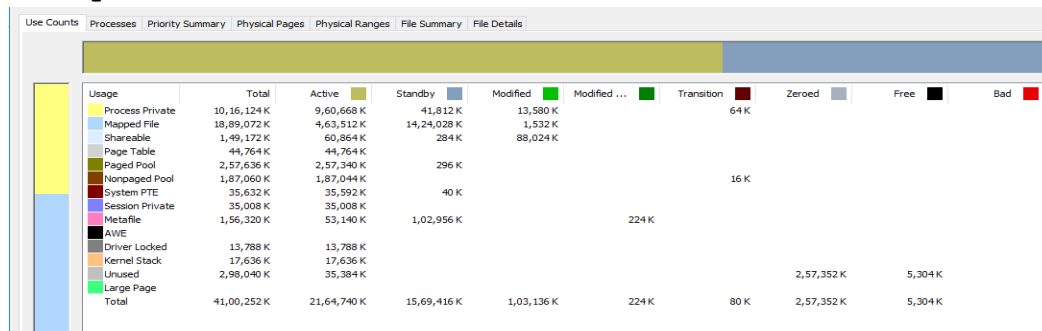 Use Counts Processes Priority Summary Physical Pages Physical Ranges File Summary File Details
Usage Total Active Standby Modified Modified ... Transition Zeroed Free Bad
Process Private 10,16,124 K 9,60,668 K 41,812 K 13,580 K 64 K
Mapped File 18,89,072 K 4,63,512 K 14,24,028 K 1,532 K
Shareable 1,49,172 K 60,864 K 284 K 88,024 K
Page Table 44,764 K 44,764 K
Paged Pool 2,57,636 K 2,57,340 K 296 K
Nonpaged Pool 1,87,060 K 1,87,044 K 16 K
System PTE 35,632 K 35,592 K 40 K
Session Private 35,008 K 35,008 K
Metafile 1,56,320 K 53,140 K 1,02,956 K 224 K
AWE
Driver Locked 13,788 K 13,788 K
Kernel Stack 17,636 K 17,636 K
Unused 2,98,040 K 35,384 K 2,57,352 K 5,304 K
Large Page
Total 41,00,252 K 21,64,740 K 15,69,416 K 1,03,136 K 224 K 80 K 2,57,352 K 5,304 K